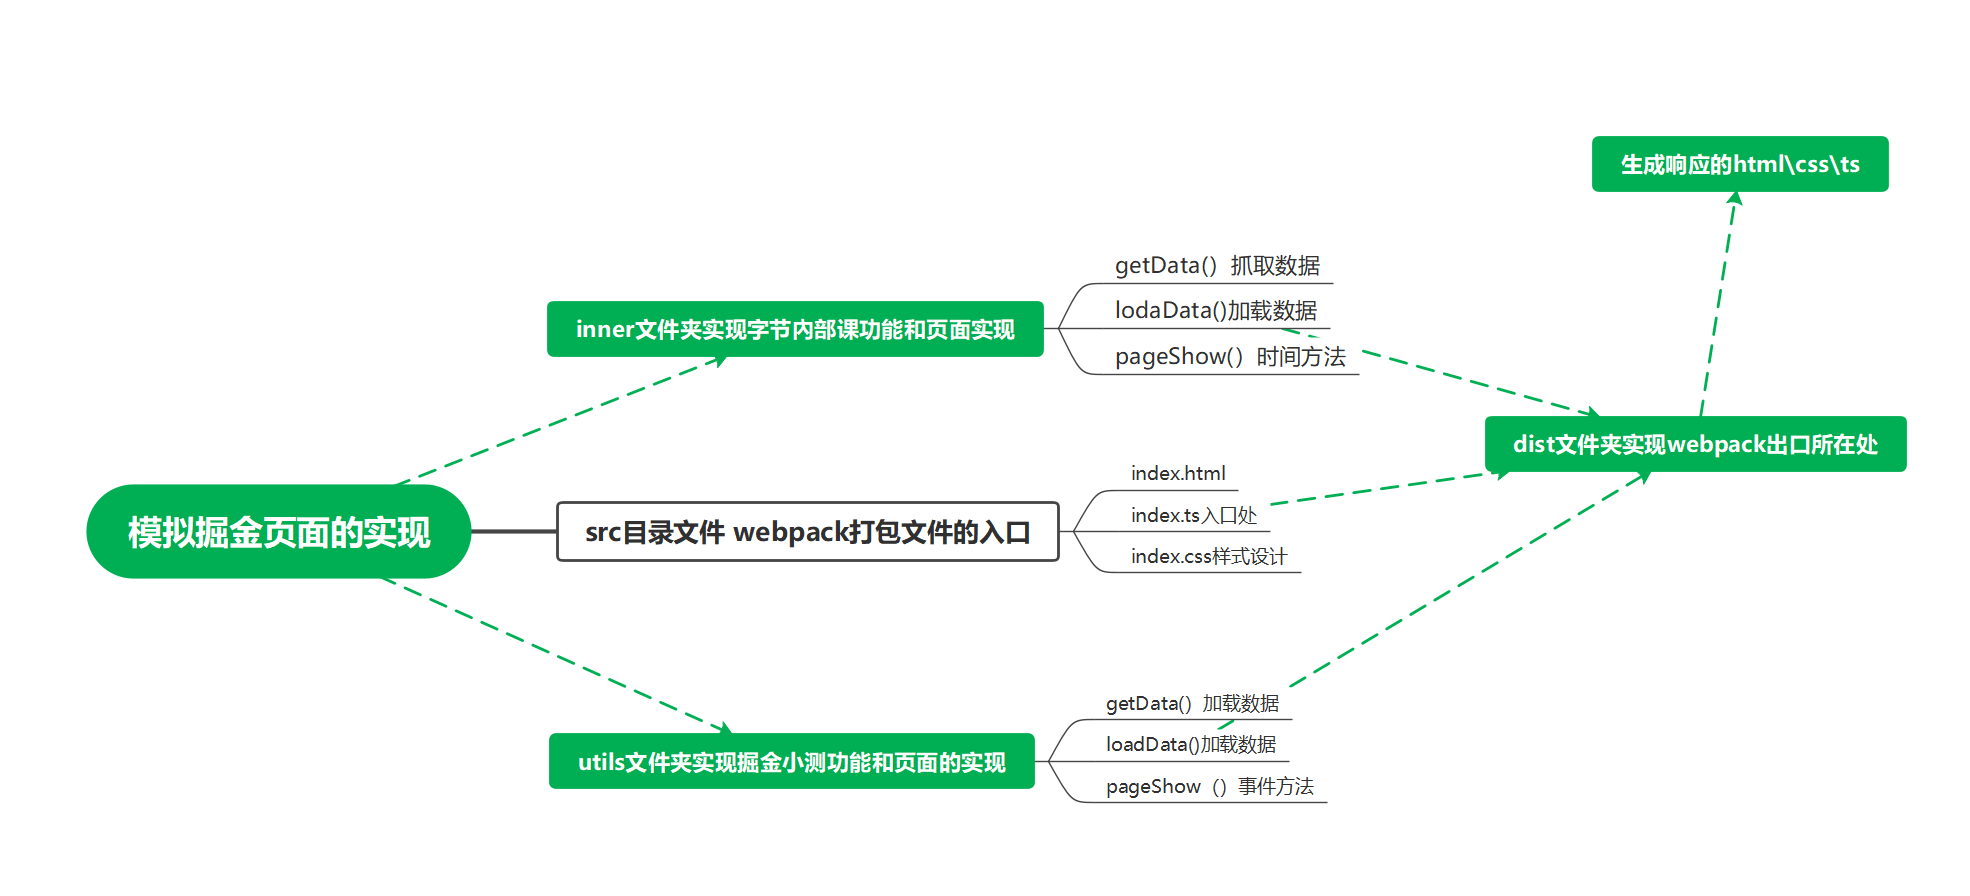 模拟掘金页面的实现
inner文件夹实现字节内部课功能和页面实现
getData()  抓取数据
lodaData()加载数据
pageShow()  时间方法
src目录文件 webpack打包文件的入口
index.html
index.ts入口处
index.css样式设计
utils文件夹实现掘金小测功能和页面的实现
getData()  加载数据
loadData()加载数据
pageShow（）事件方法
dist文件夹实现webpack出口所在处
生成响应的html\css\ts